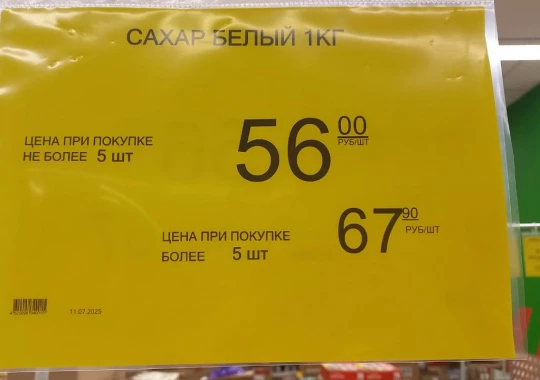 САХАР БЕЛЫЙ 1КГ
ЦЕНА ПРИ ПОКУПКЕ
НЕ БОЛЕЕ 5 шт
56 00
РУБ/ШТ
67 90
РУБ/ШТ
ЦЕНА ПРИ ПОКУПКЕ
БОЛЕЕ 5 шт
11.07.2025